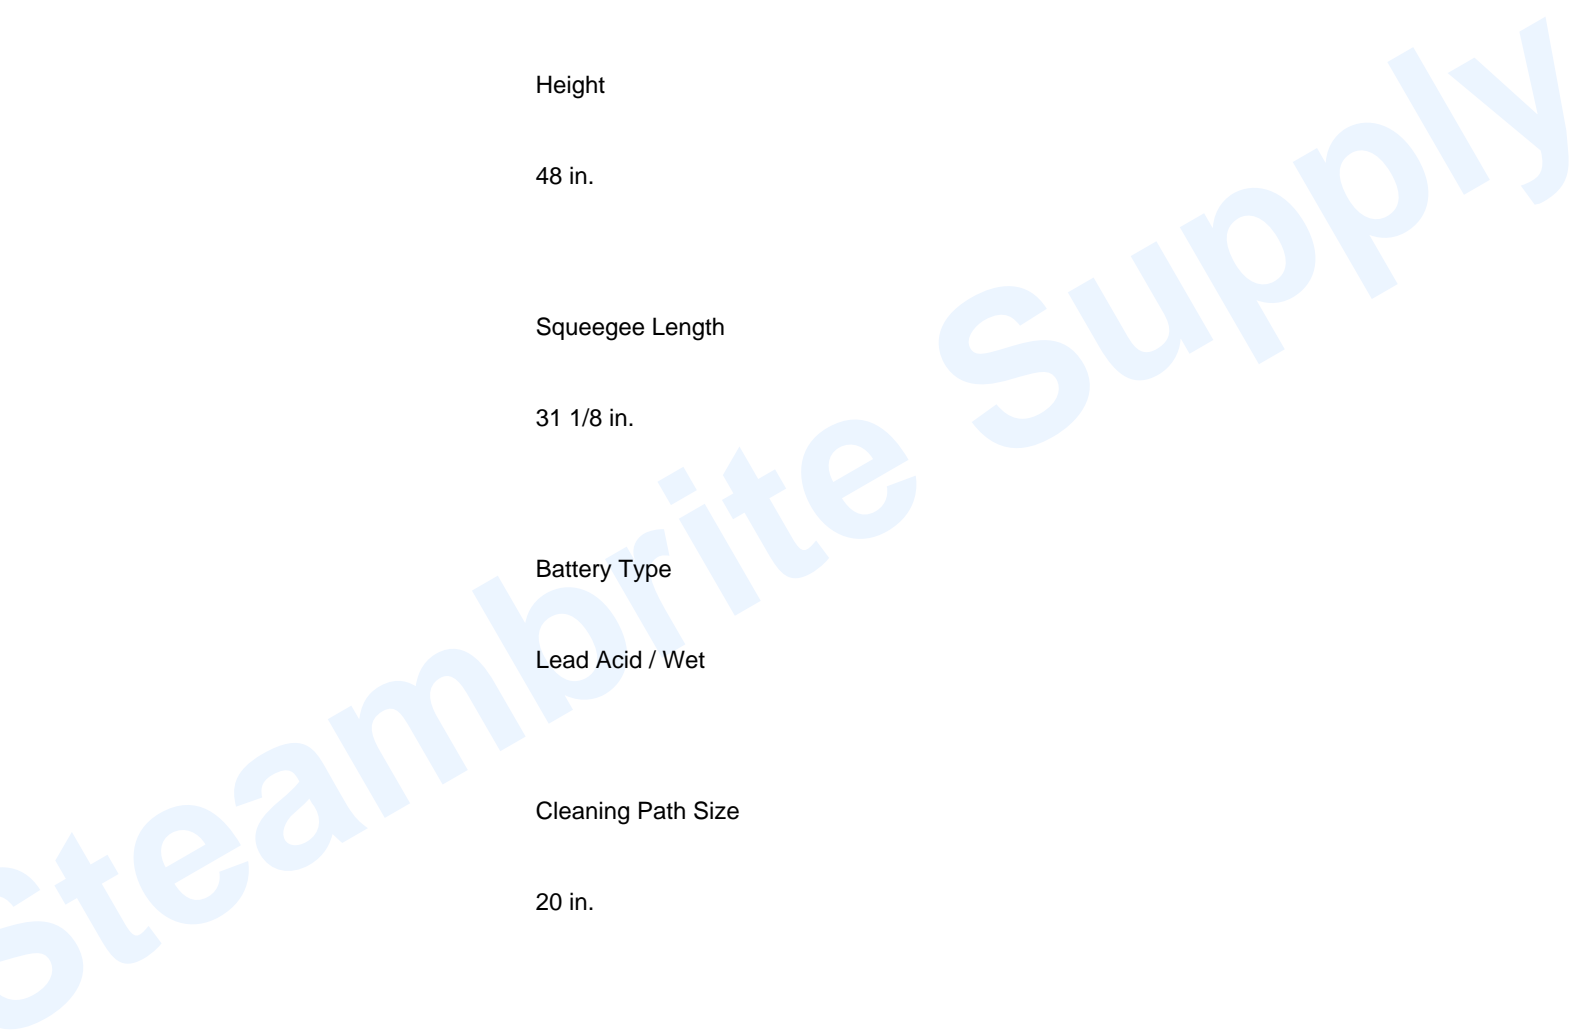 Height
48 in.
Squeegee Length
31 1/8 in.
Battery Type
Lead Acid / Wet
Cleaning Path Size
20 in.
Steambrite Supply